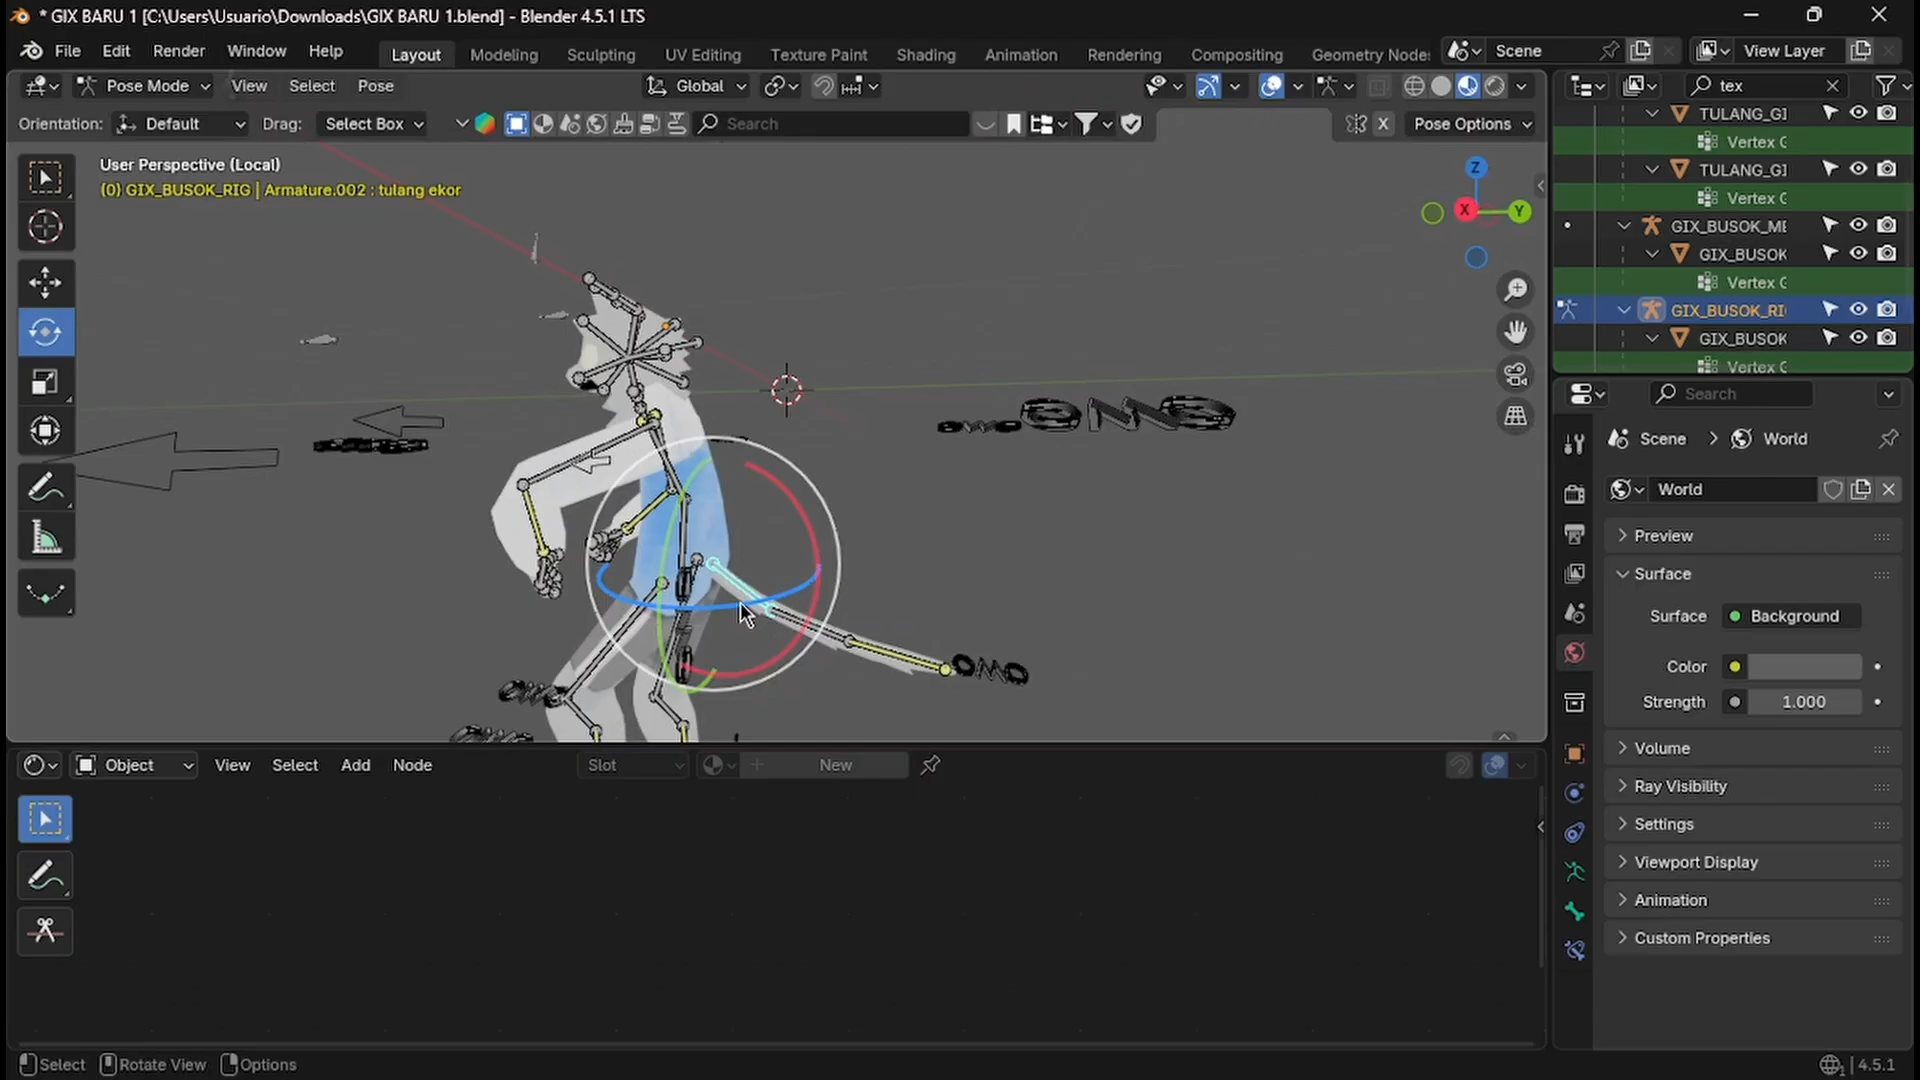 * GIX BARU 1 [C:\Users\Usuario\Downloads\GIX BARU 1.blend] - Blender 4.5.1 LTS
File Edit Render Window Help Layout Modeling Sculpting UV Editing Texture Paint Shading Animation Rendering Compositing Geometry Node: Scene View Layer
Pose Mode View Select Pose Global tex
Orientation: Default Drag: Select Box Search X Pose Options
User Perspective (Local)
(0) GIX_BUSOK_RIG | Armature.002 : tulang ekor
TULANG_GI
Vertex G
TULANG_GI
Vertex G
GIX_BUSOK_ME
GIX_BUSOK
Vertex G
GIX_BUSOK_RI
GIX_BUSOK
Vertex G
Z
X
Y
Search
Scene > World
World
Preview
Surface
Surface Background
Color
Strength 1.000
Volume
Ray Visibility
Settings
Viewport Display
Animation
Custom Properties
Object View Select Add Node Slot New
Select Rotate View Options 4.5.1